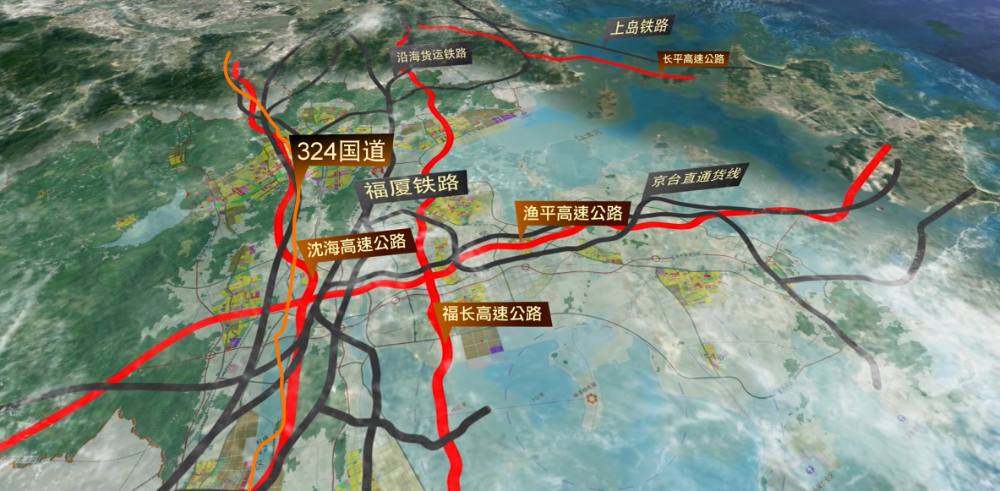 上岛铁路
沿海货运铁路
长平高速公路
324国道
福厦铁路
京台直通货线
渔平高速公路
沈海高速公路
福长高速公路